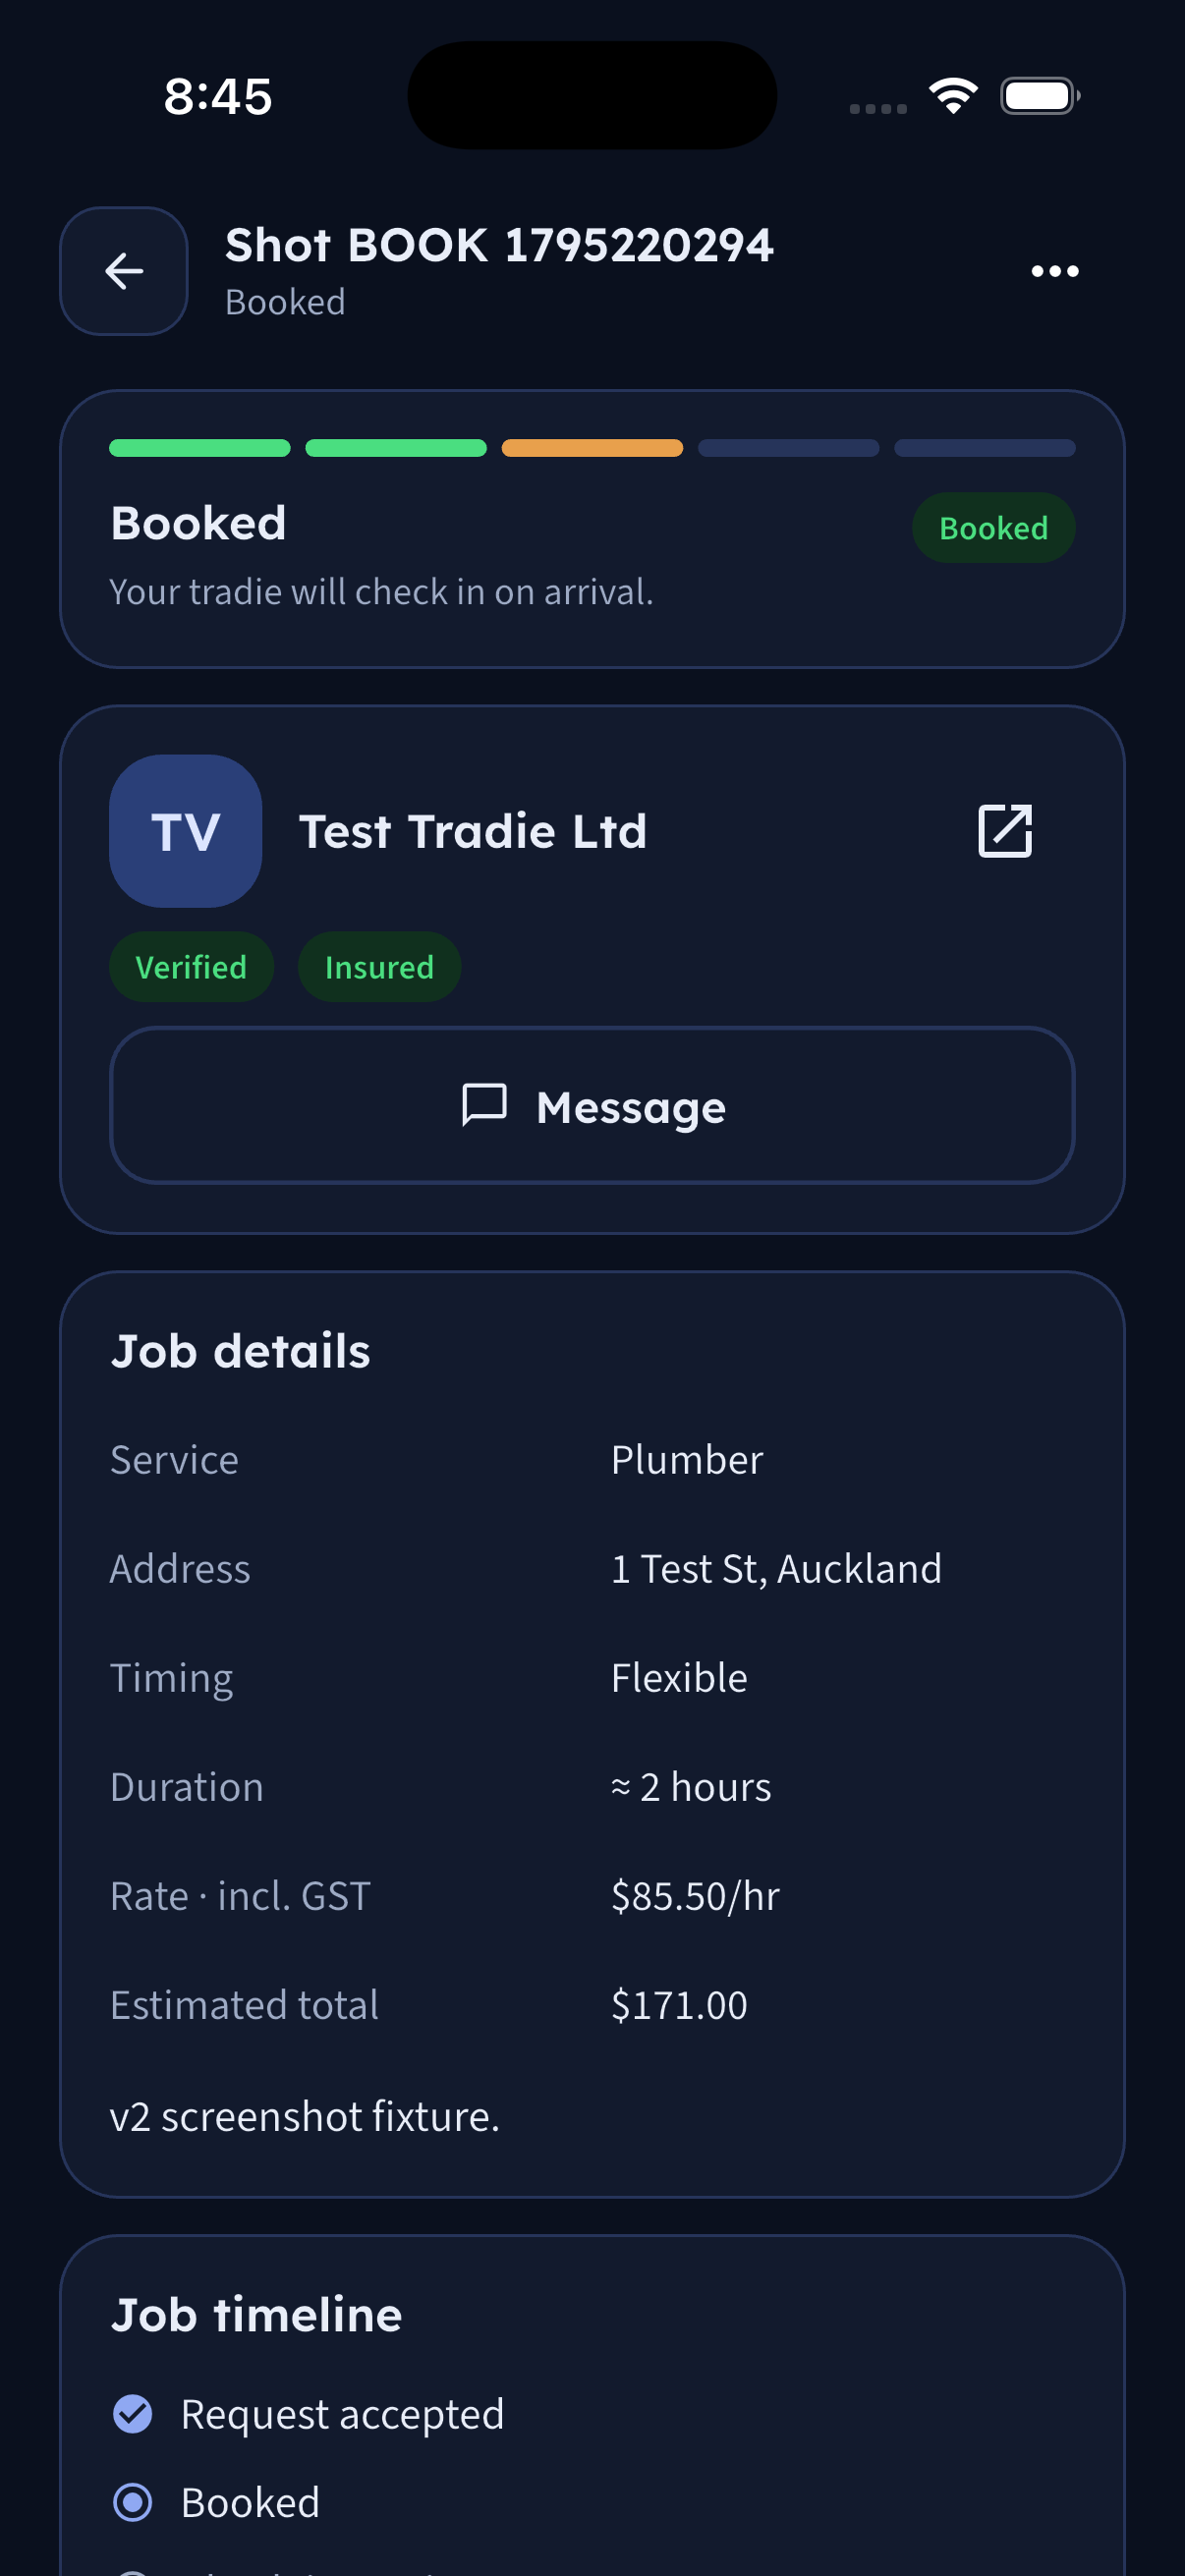 8:45
Shot BOOK 1795220294
Booked
Booked
Booked
Your tradie will check in on arrival.
TV
Test Tradie Ltd
Verified
Insured
Message
Job details
Service
Plumber
Address
1 Test St, Auckland
Timing
Flexible
Duration
≈ 2 hours
Rate · incl. GST
$85.50/hr
Estimated total
$171.00
v2 screenshot fixture.
Job timeline
Request accepted
Booked